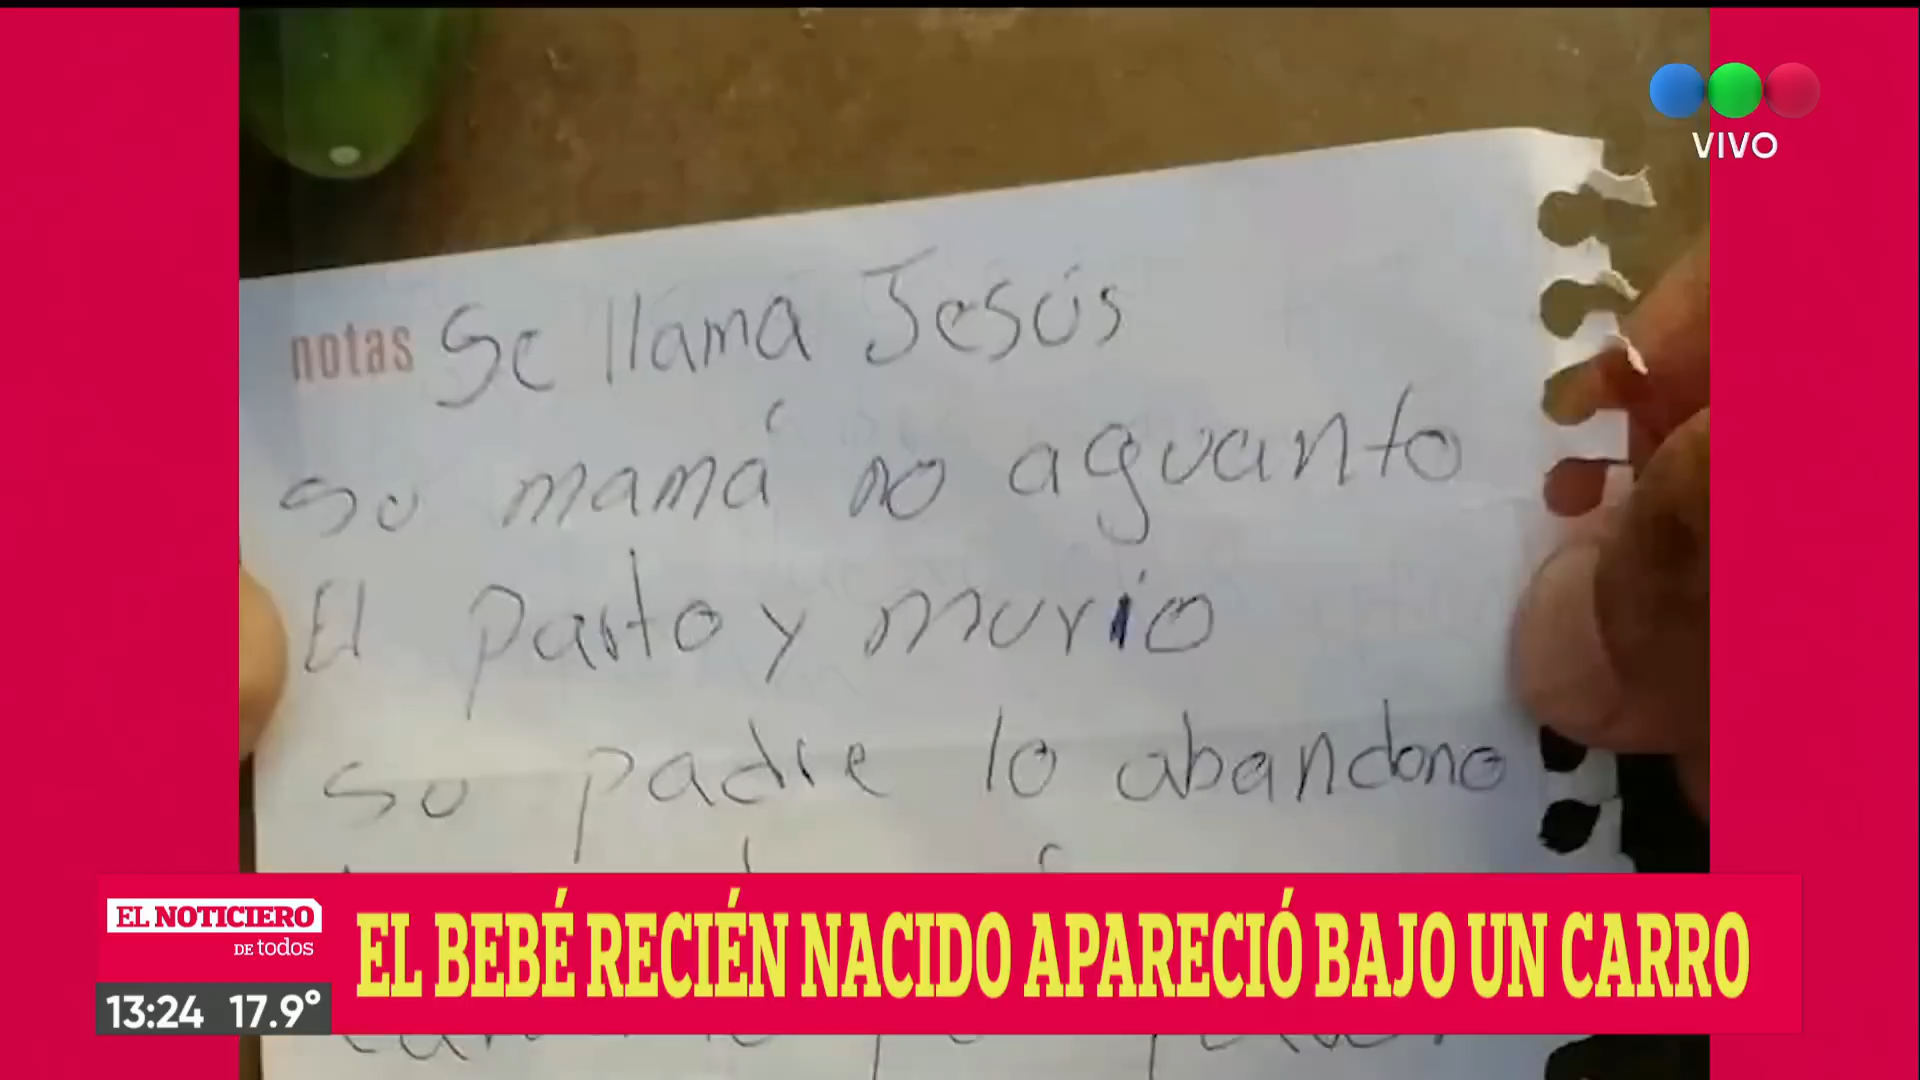 VIVO
notas Se llama Jesús
su mamá no aguanto
El parto y murio
su padre lo abandono
EL NOTICIERO
DE todos
EL BEBÉ RECIÉN NACIDO APARECIÓ BAJO UN CARRO
13:24 17.9°